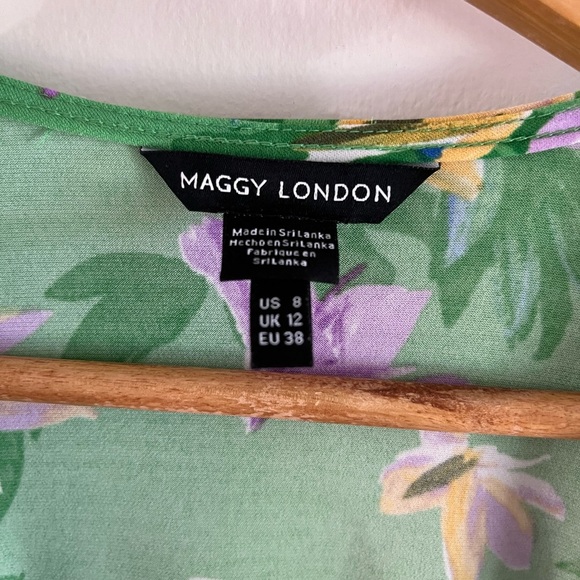 MAGGY LONDON
Made in Sri Lanka
Hecho en Sri Lanka
Fabrique en
Sri Lanka
US 8
UK 12
EU 38